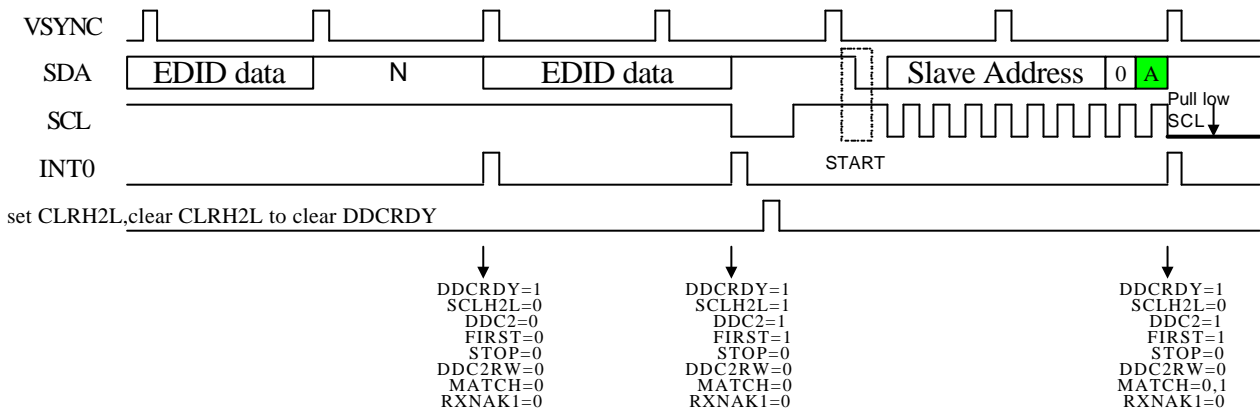 VSYNC
SDA EDID data N EDID data Slave Address 0 A
SCL Pull low
SCL
INT0
START
set CLRH2L,clear CLRH2L to clear DDCRDY
DDCRDY=1 DDCRDY=1 DDCRDY=1
SCLH2L=0 SCLH2L=1 SCLH2L=0
DDC2=0 DDC2=1 DDC2=1
FIRST=0 FIRST=1 FIRST=1
STOP=0 STOP=0 STOP=0
DDC2RW=0 DDC2RW=0 DDC2RW=0
MATCH=0 MATCH=0 MATCH=0,1
RXNAK1=0 RXNAK1=0 RXNAK1=0